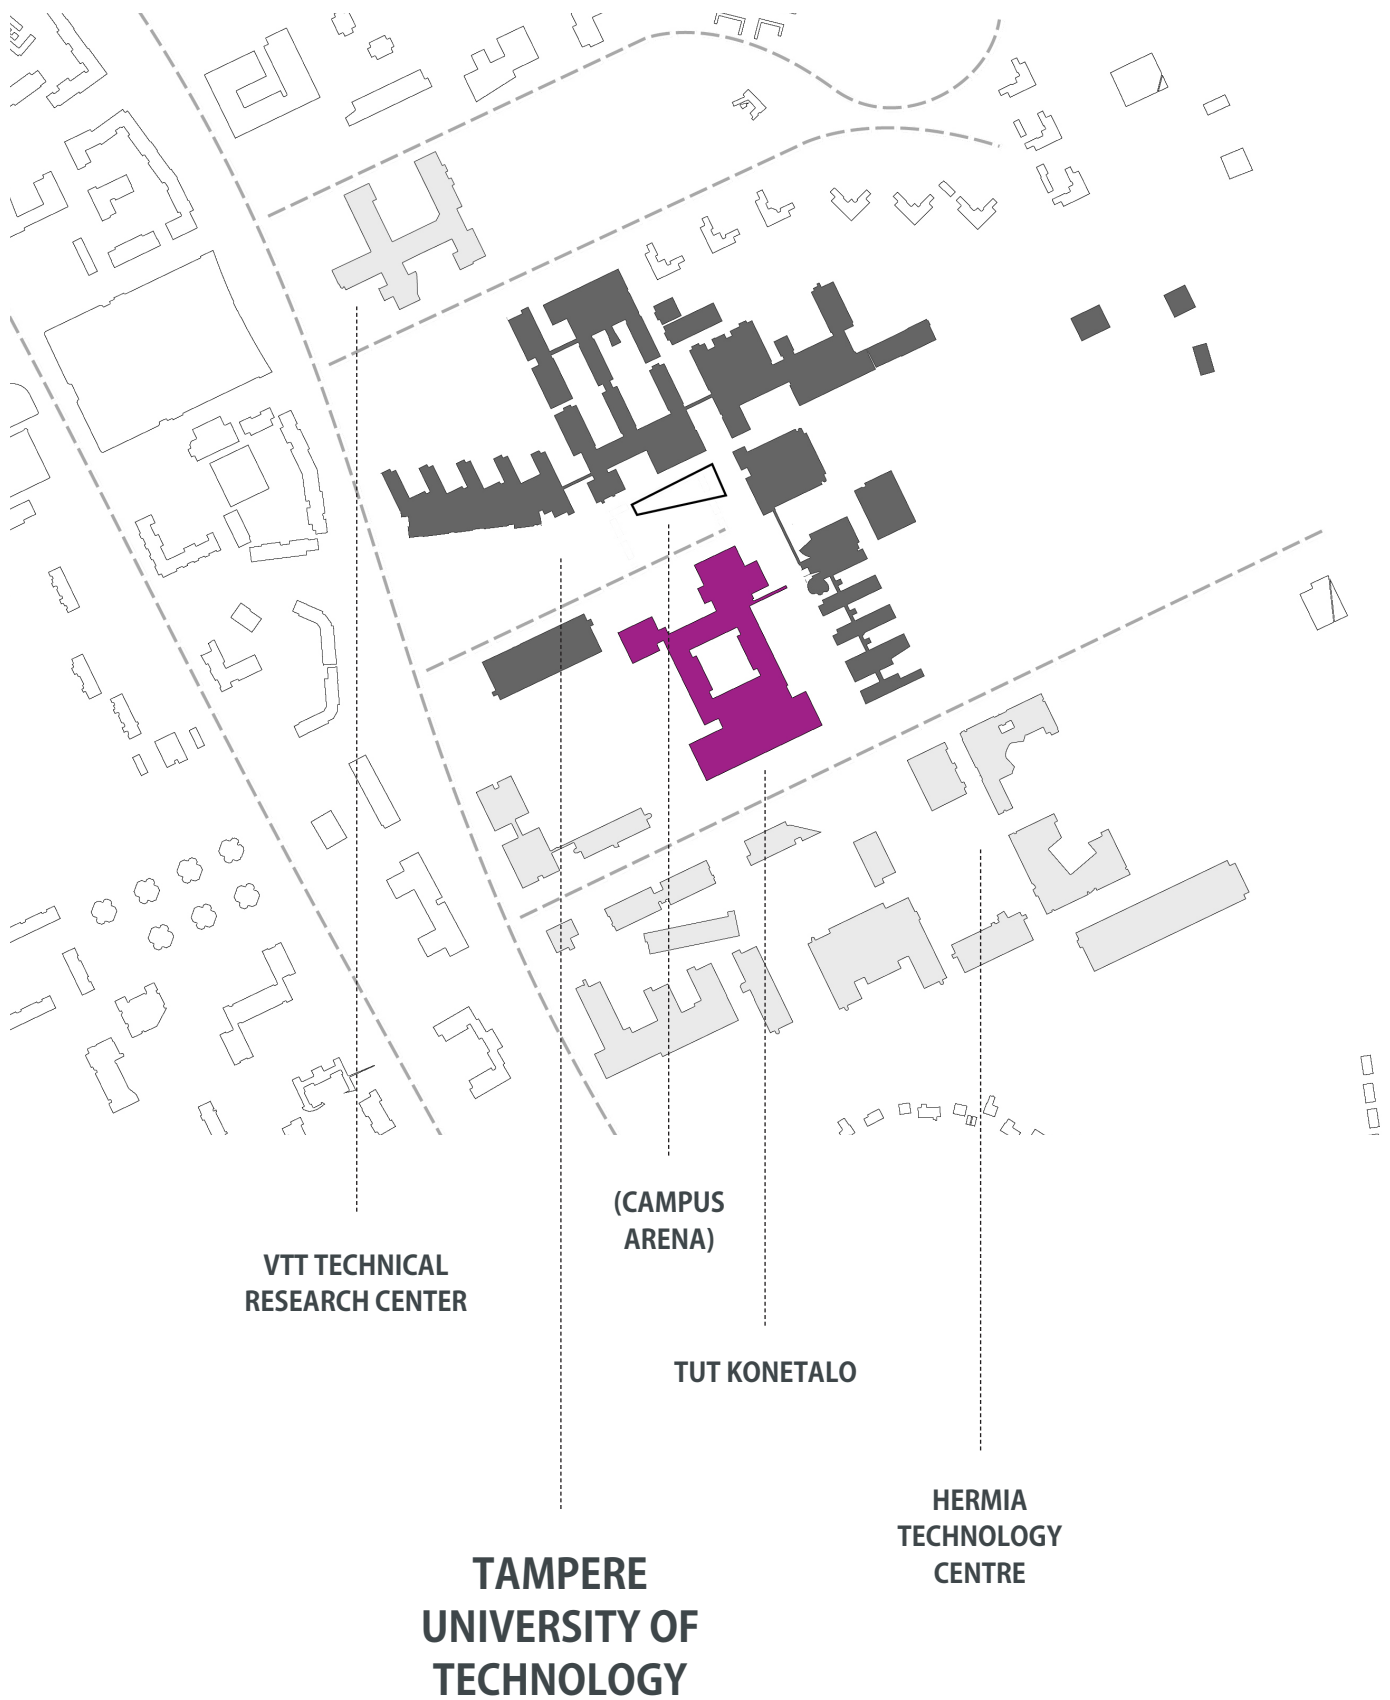 (CAMPUS
ARENA)
VTT TECHNICAL
RESEARCH CENTER
TUT KONETALO
HERMIA
TECHNOLOGY
CENTRE
TAMPERE
UNIVERSITY OF
TECHNOLOGY